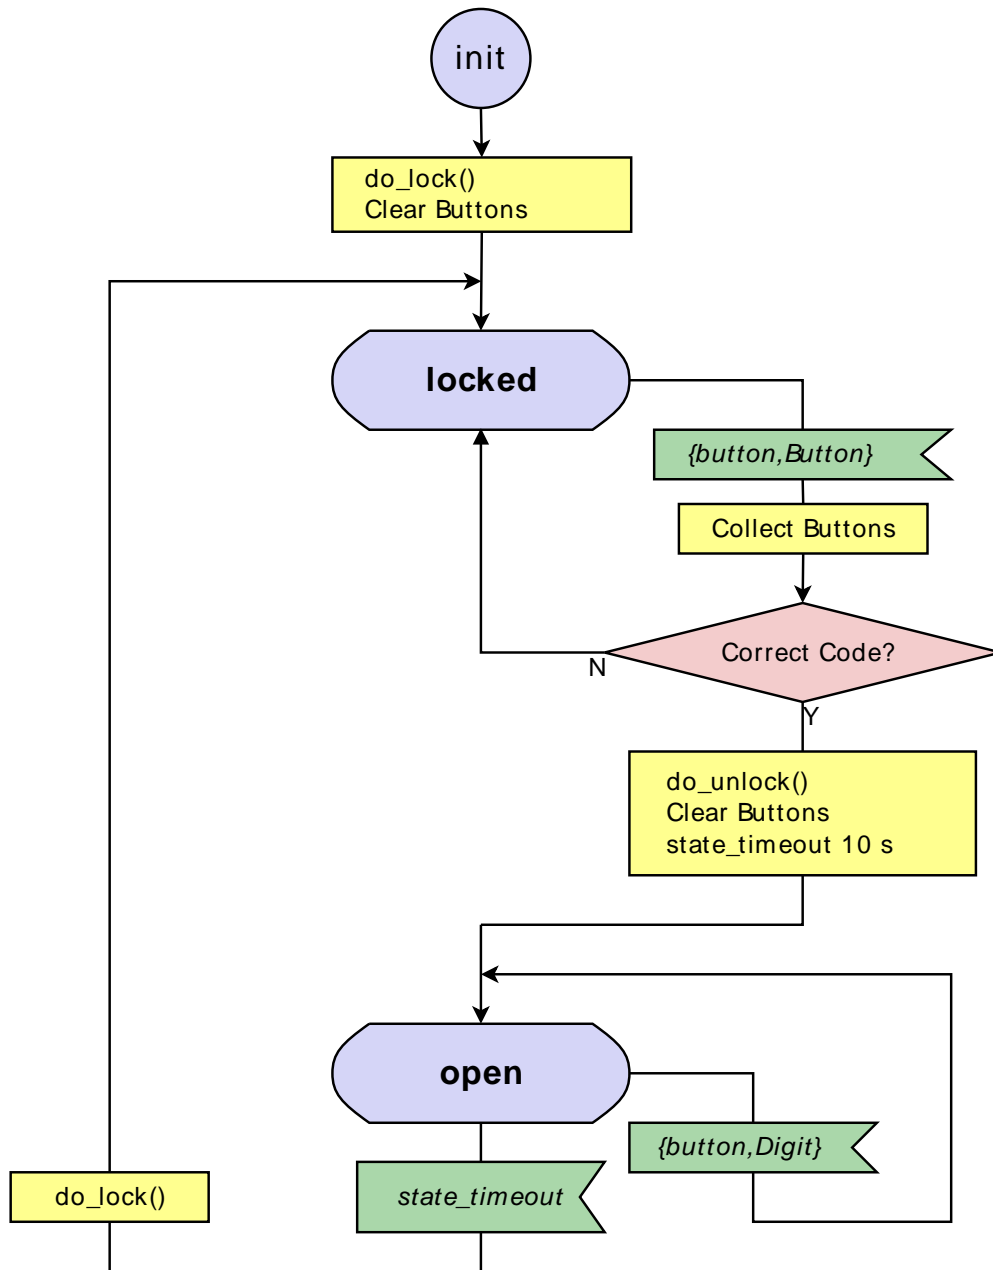 init
do_lock()
Clear Buttons
locked
{button,Button}
Collect Buttons
Correct Code?
N
Y
do_unlock()
Clear Buttons
state_timeout 10 s
open
{button,Digit}
do_lock()
state_timeout